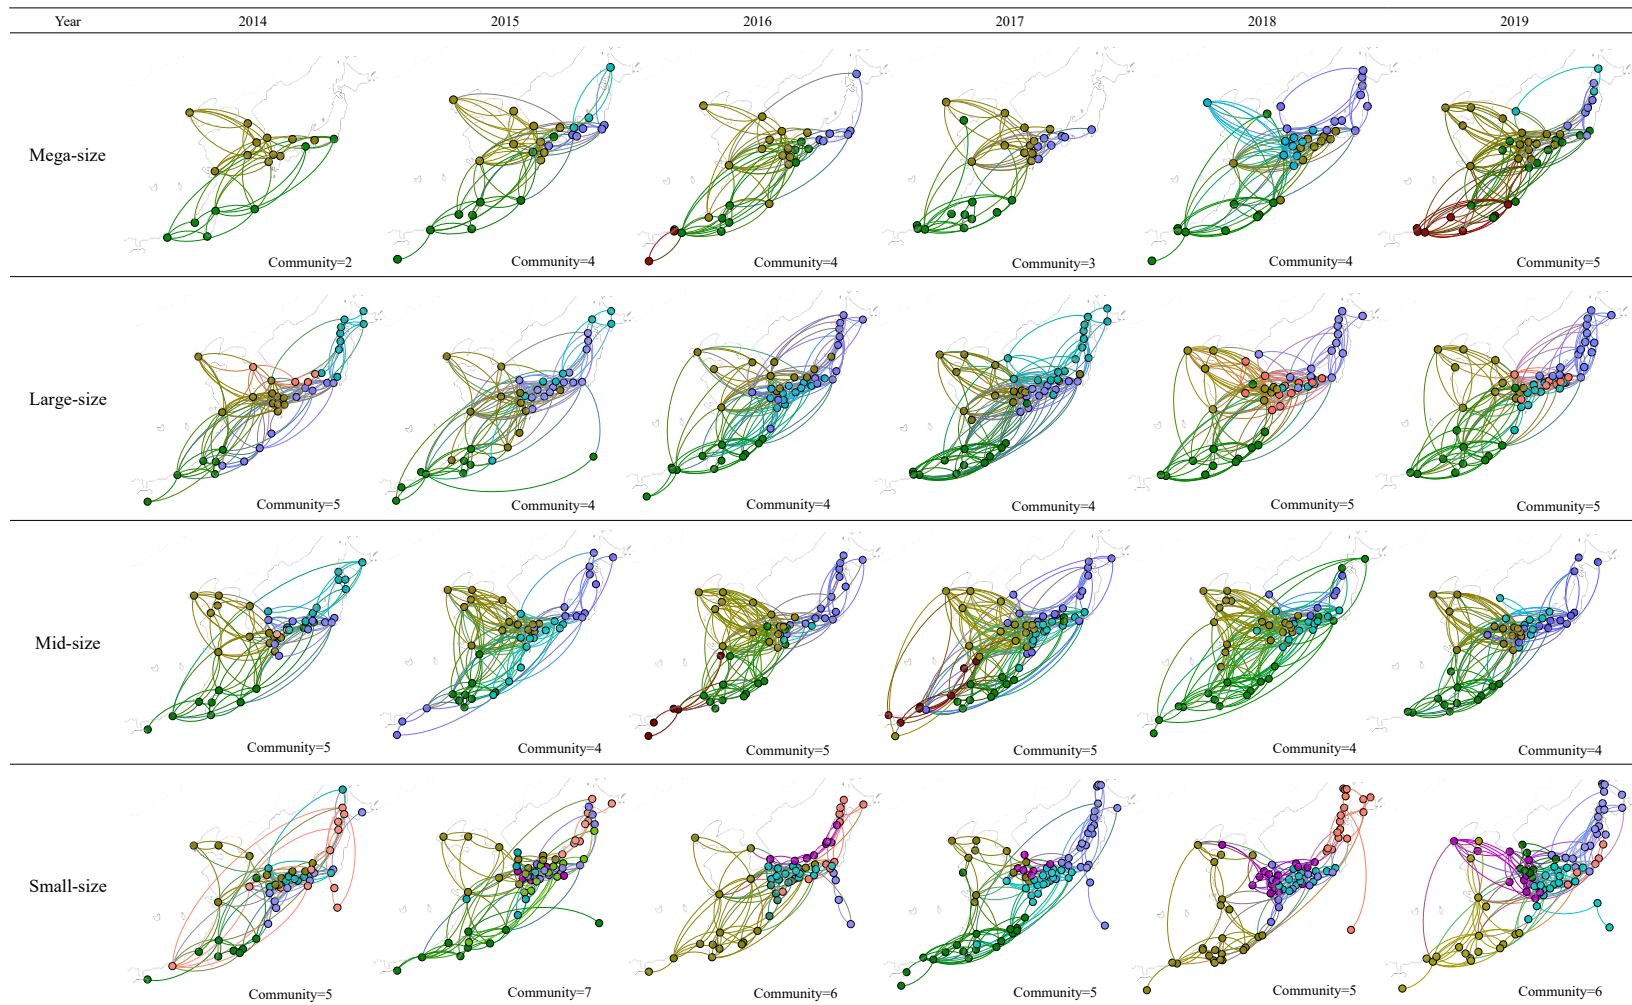 Year 2014 2015 2016 2017 2018 2019
Mega-size
Community=2 Community=4 Community=4 Community=3 Community=4 Community=5
Large-size
Community=5 Community=4 Community=4 Community=4 Community=5 Community=5
Mid-size
Community=5 Community=4 Community=5 Community=5 Community=4 Community=4
Small-size
Community=5 Community=7 Community=6 Community=5 Community=5 Community=6